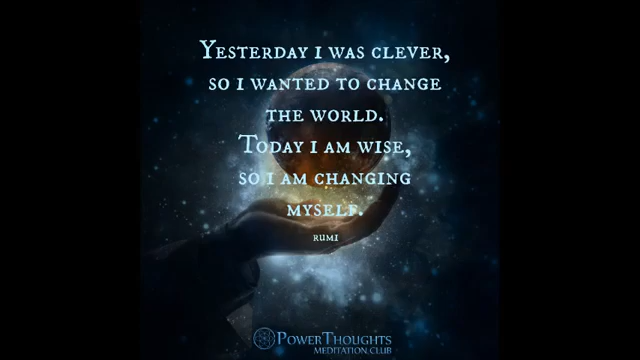 Yesterday I was clever,
so I wanted to change
the world.
Today I am wise,
so I am changing
myself.
Rumi
PowerThoughts
Meditation Club